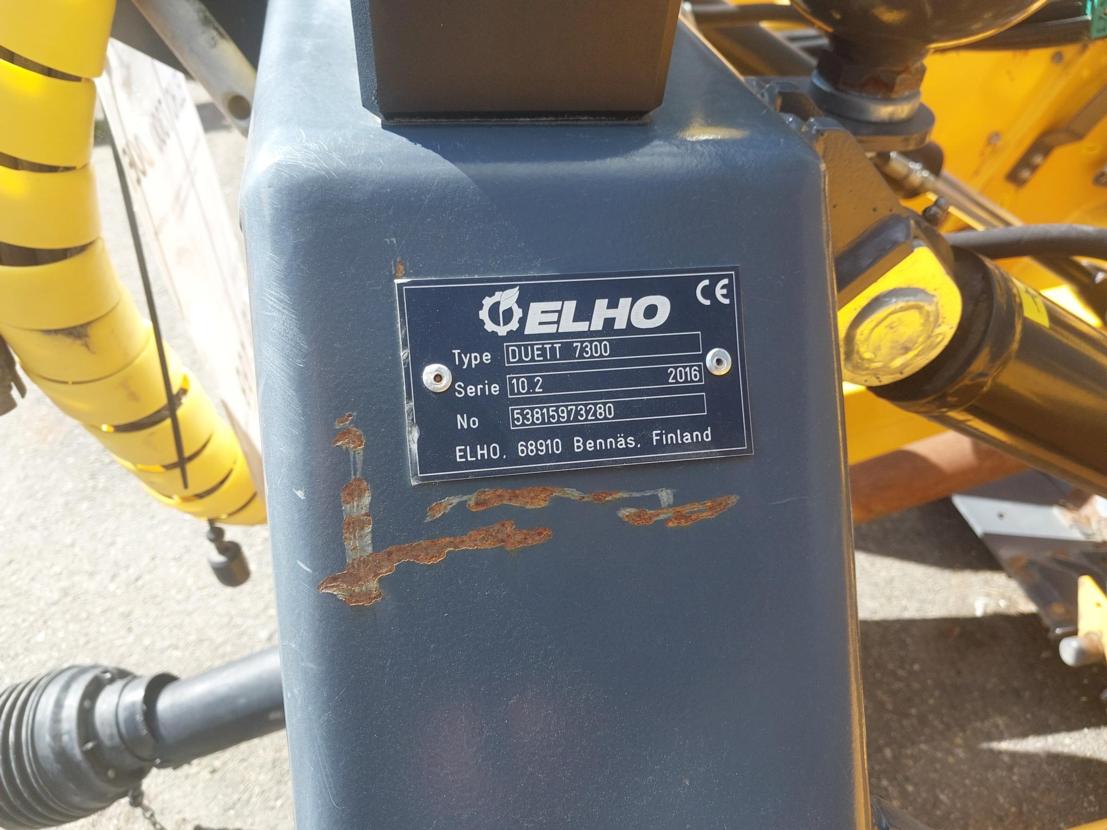 ELHO CE
Type DUETT 7300
Serie 10.2 2016
No 53815973280
ELHO, 68910 Bennäs, Finland